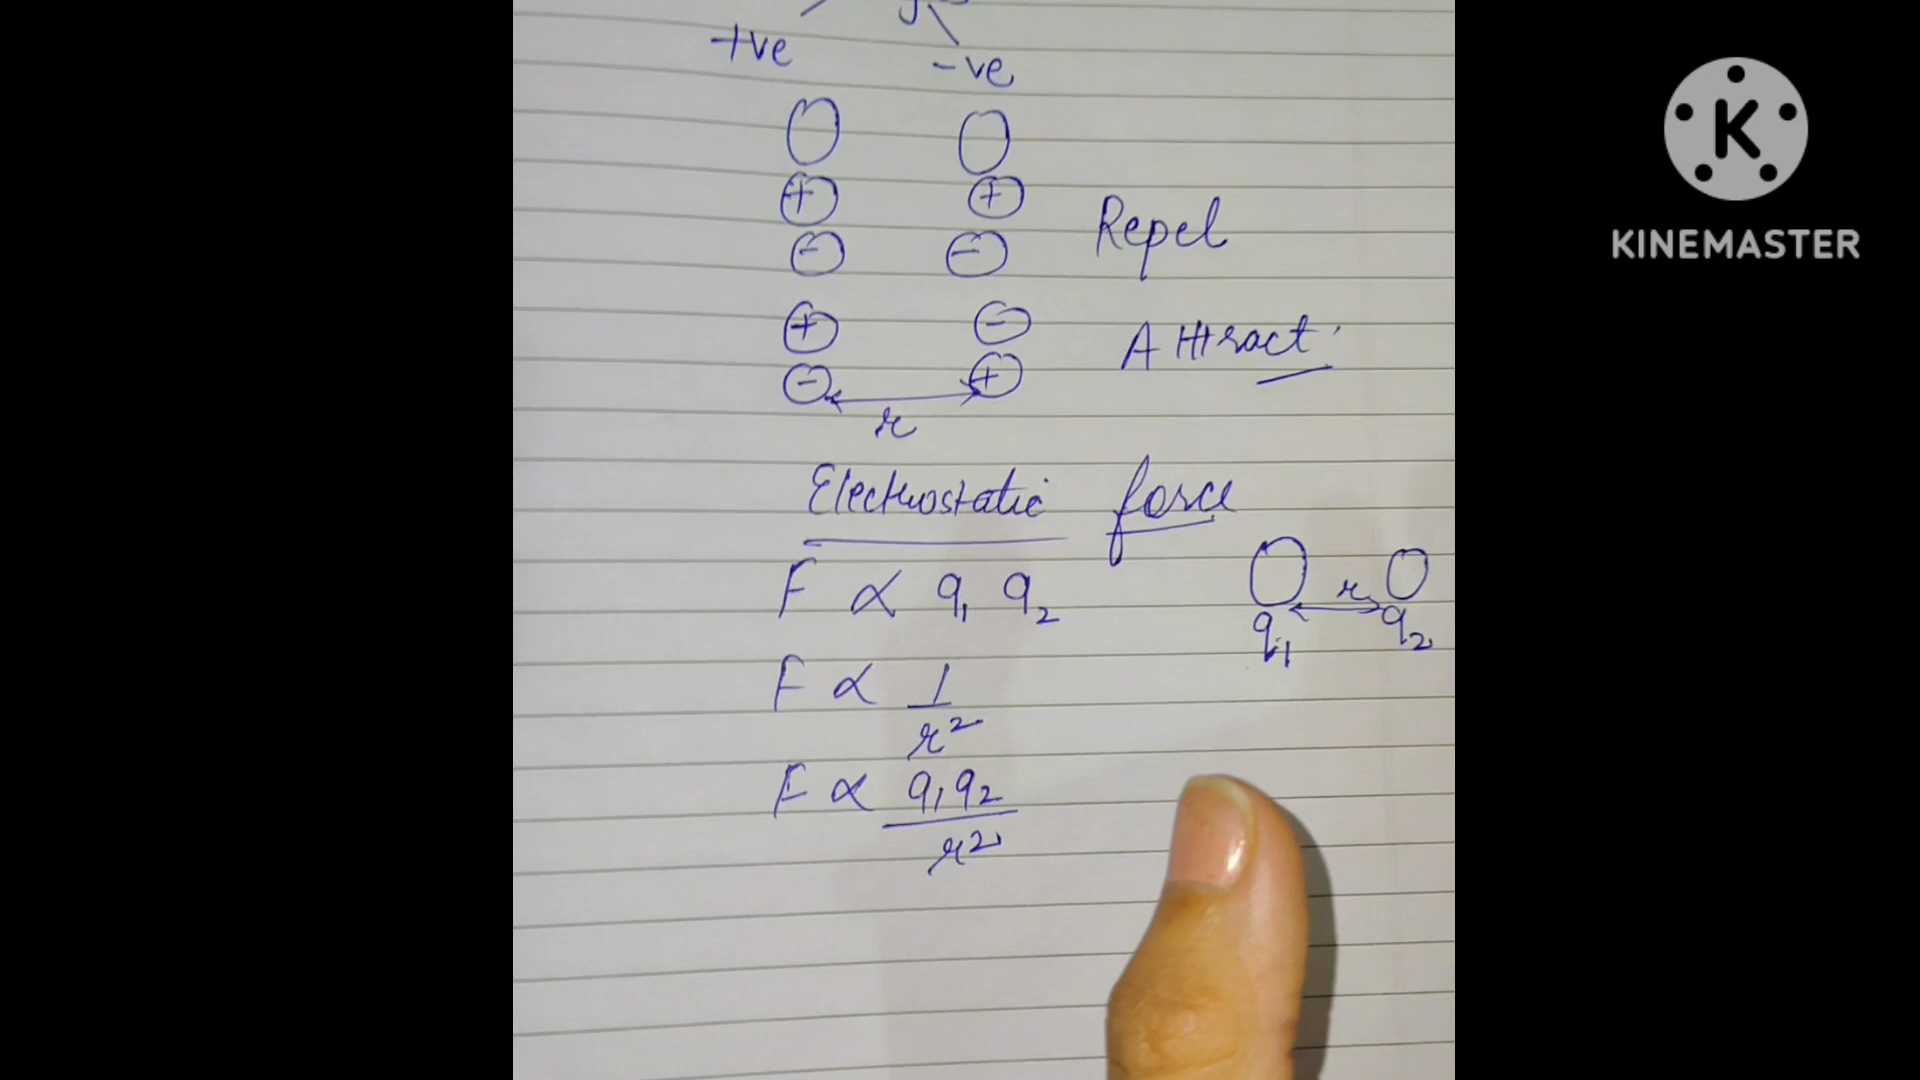 +ve
-ve
+ +
Repel
- -
+ -
Attract
- +
r
Electrostatic force
F ∝ q₁ q₂
r
q₁ q₂
F ∝ 1/r²
F ∝ q₁q₂/r²
K
KINEMASTER